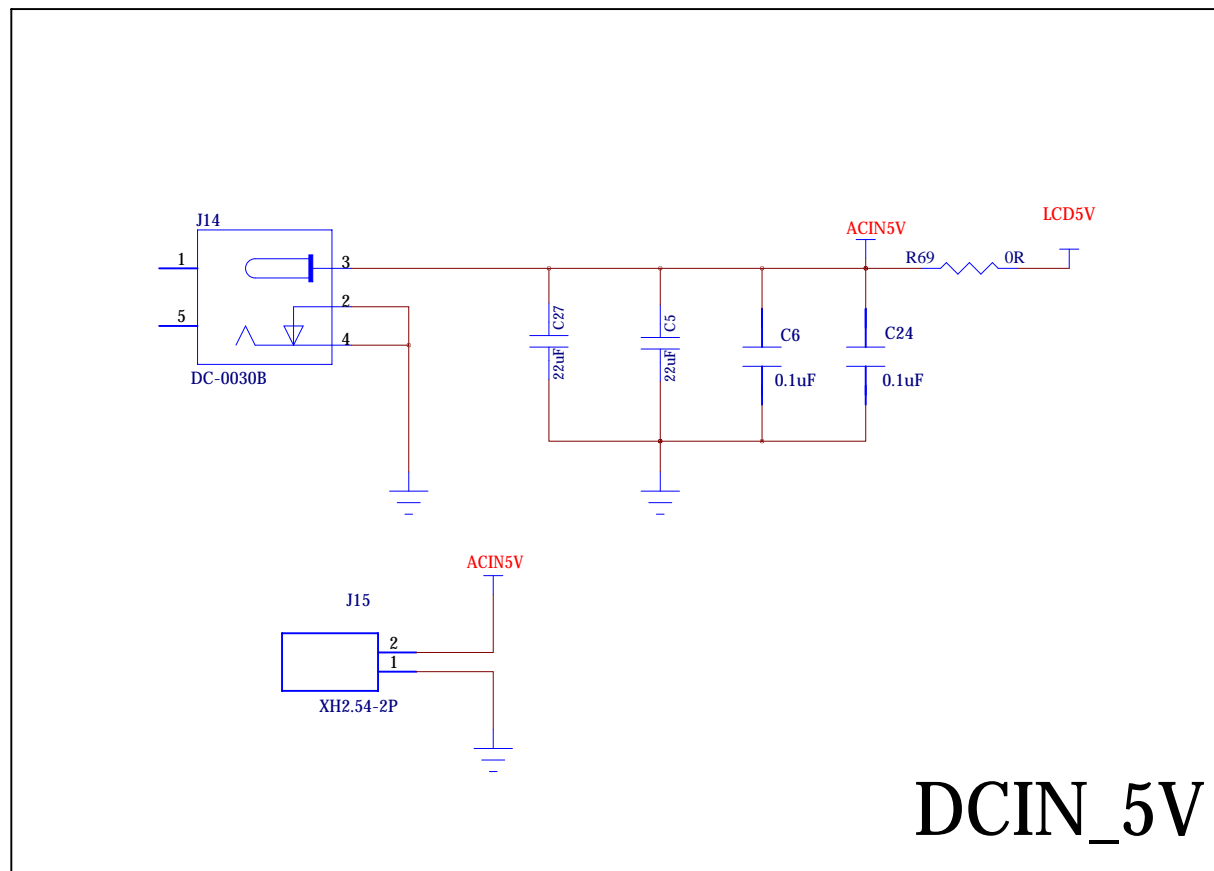 LCD5V
J14
ACIN5V
1
3
R69
0R
2
C27
C5
5
C6
C24
4
22uF
22uF
DC-0030B
0.1uF
0.1uF
ACIN5V
J15
2
1
XH2.54-2P
DCIN_5V